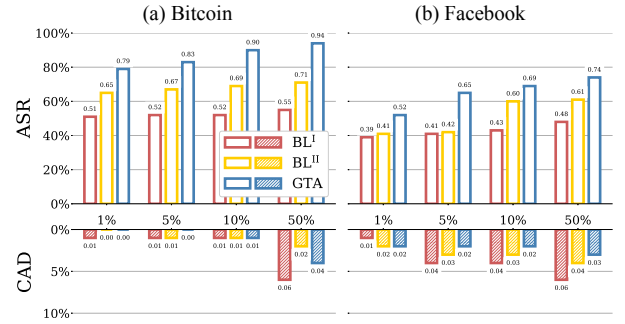 (a) Bitcoin
(b) Facebook
100%
80%
60%
40%
20%
0%
ASR
0.51 0.65 0.79
0.52 0.67 0.83
0.52 0.69 0.90
0.55 0.71 0.94
0.39 0.41 0.52
0.41 0.42 0.65
0.43 0.60 0.69
0.48 0.61 0.74
BL^I
BL^II
GTA
1% 5% 10% 50%
1% 5% 10% 50%
0%
5%
10%
CAD
0.01 0.00 0.00
0.01 0.01 0.00
0.01 0.01 0.01
0.06 0.02 0.04
0.01 0.02 0.02
0.04 0.03 0.02
0.04 0.03 0.02
0.06 0.04 0.03